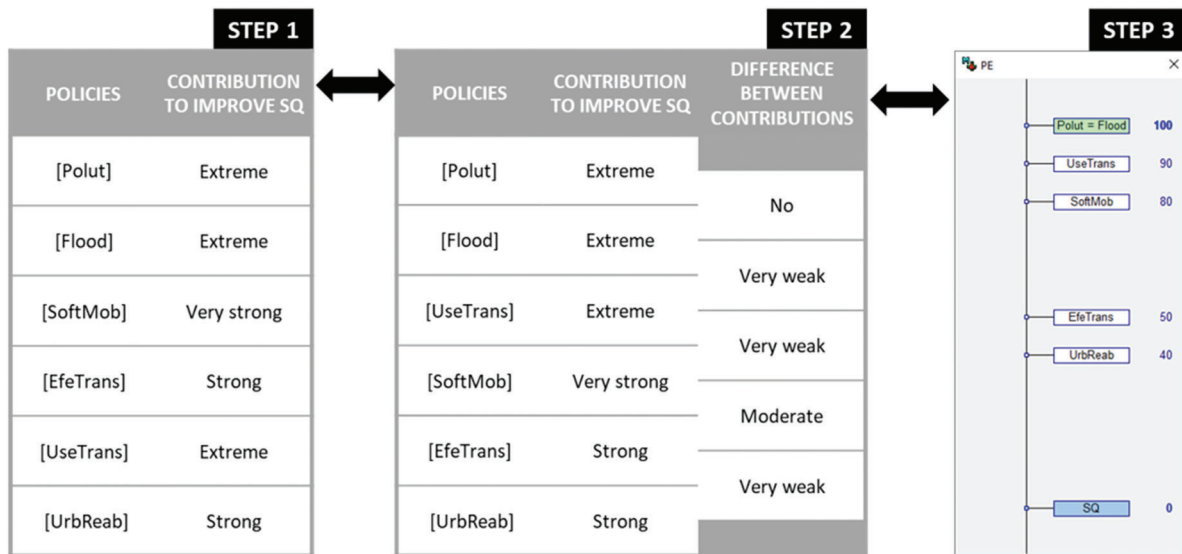 STEP 1
POLICIES
CONTRIBUTION
TO IMPROVE SQ
[Polut] Extreme
[Flood] Extreme
[SoftMob] Very strong
[EfeTrans] Strong
[UseTrans] Extreme
[UrbReab] Strong
STEP 2
POLICIES
CONTRIBUTION
TO IMPROVE SQ
DIFFERENCE
BETWEEN
CONTRIBUTIONS
[Polut] Extreme
No
[Flood] Extreme
Very weak
[UseTrans] Extreme
Very weak
[SoftMob] Very strong
Moderate
[EfeTrans] Strong
Very weak
[UrbReab] Strong
STEP 3
PE
Polut = Flood 100
UseTrans 90
SoftMob 80
EfeTrans 50
UrbReab 40
SQ 0